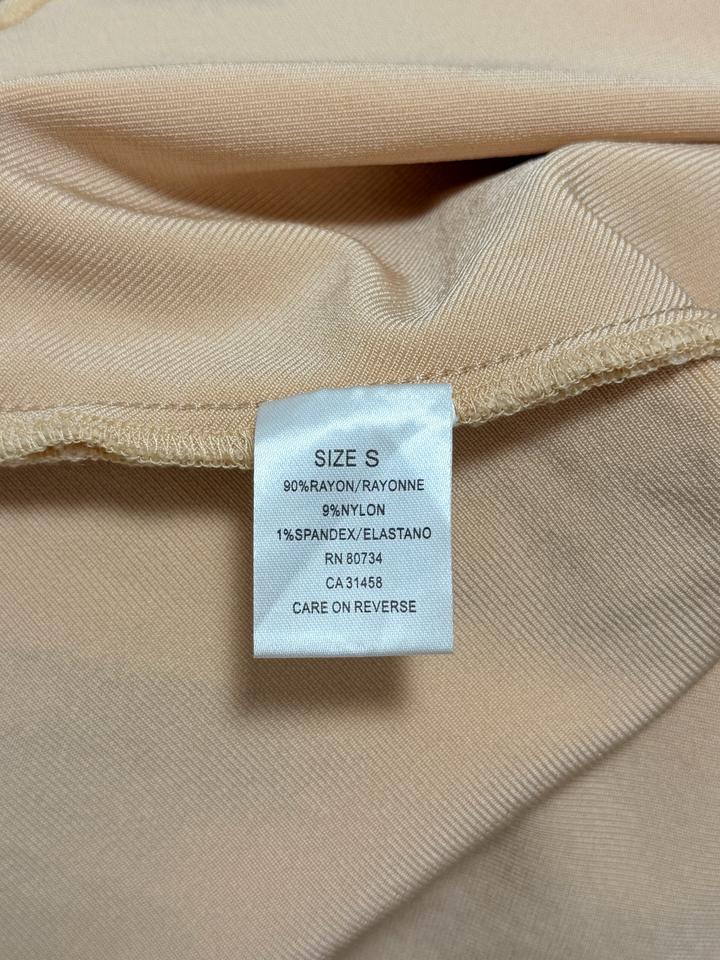 SIZE S
90%RAYON/RAYONNE
9%NYLON
1%SPANDEX/ELASTANO
RN 80734
CA 31458
CARE ON REVERSE